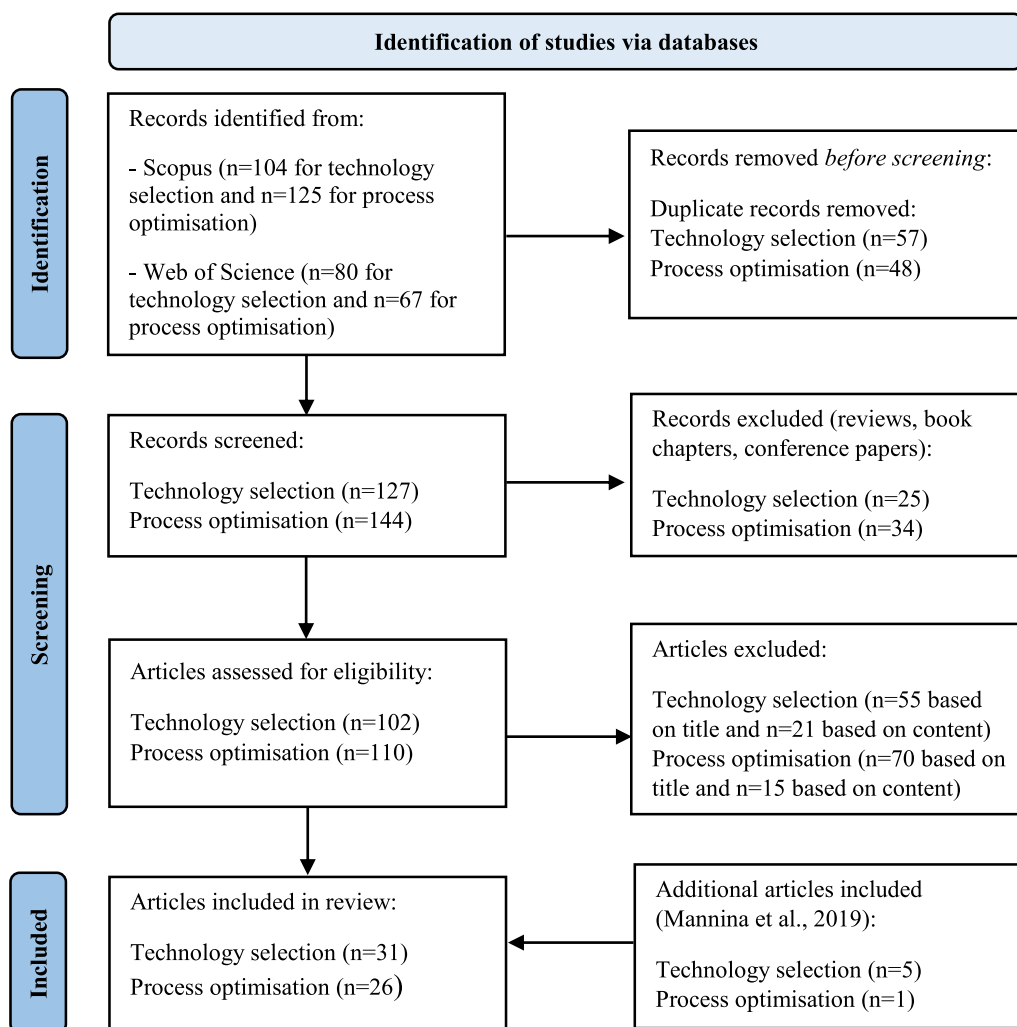 Identification of studies via databases
Identification
Records identified from:
- Scopus (n=104 for technology
selection and n=125 for process
optimisation)
- Web of Science (n=80 for
technology selection and n=67 for
process optimisation)
Records removed before screening:
Duplicate records removed:
Technology selection (n=57)
Process optimisation (n=48)
Screening
Records screened:
Technology selection (n=127)
Process optimisation (n=144)
Records excluded (reviews, book
chapters, conference papers):
Technology selection (n=25)
Process optimisation (n=34)
Articles assessed for eligibility:
Technology selection (n=102)
Process optimisation (n=110)
Articles excluded:
Technology selection (n=55 based
on title and n=21 based on content)
Process optimisation (n=70 based on
title and n=15 based on content)
Included
Articles included in review:
Technology selection (n=31)
Process optimisation (n=26)
Additional articles included
(Mannina et al., 2019):
Technology selection (n=5)
Process optimisation (n=1)